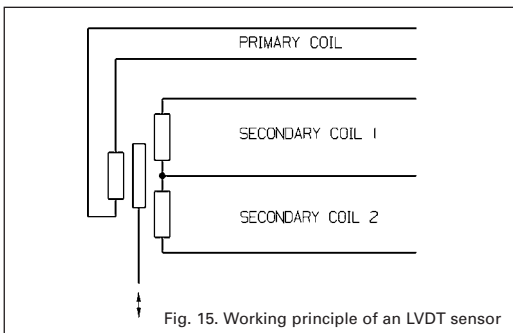 PRIMARY COIL
SECONDARY COIL 1
SECONDARY COIL 2
Fig. 15. Working principle of an LVDT sensor